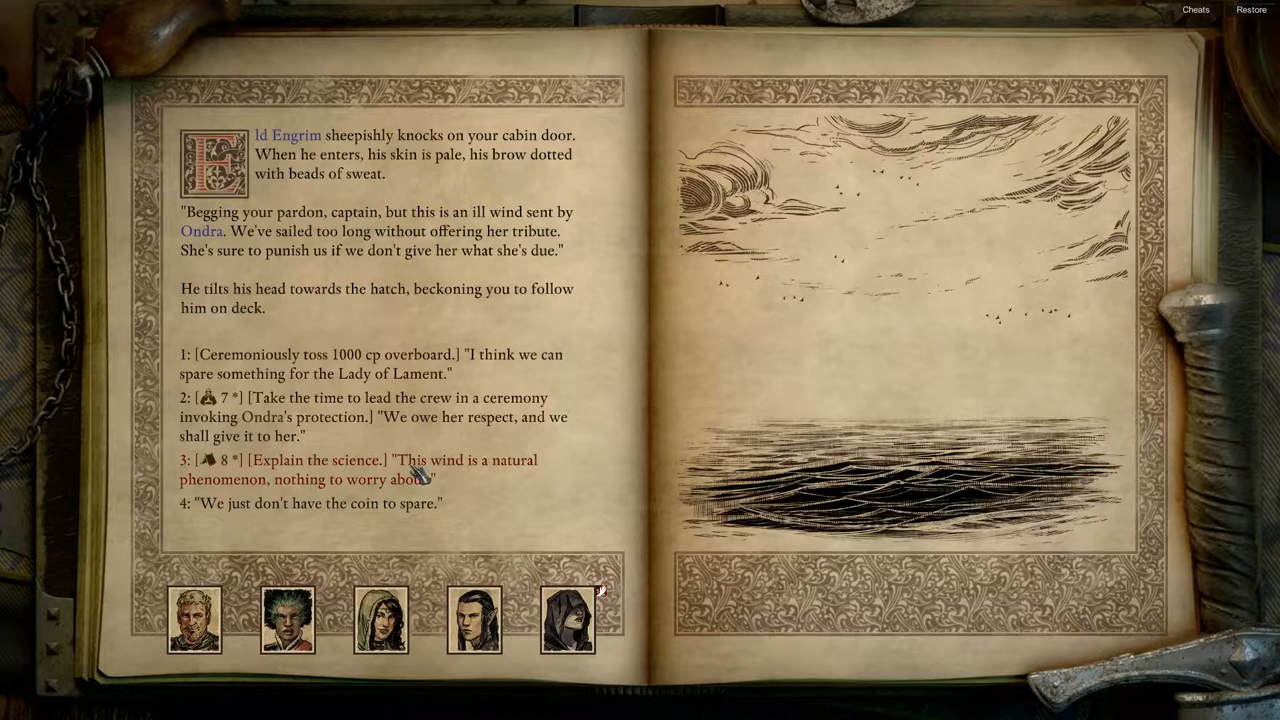 Cheats Restore
Eld Engrim sheepishly knocks on your cabin door.
When he enters, his skin is pale, his brow dotted
with beads of sweat.
"Begging your pardon, captain, but this is an ill wind sent by
Ondra. We've sailed too long without offering her tribute.
She's sure to punish us if we don't give her what she's due."
He tilts his head towards the hatch, beckoning you to follow
him on deck.
1: [Ceremoniously toss 1000 cp overboard.] "I think we can
spare something for the Lady of Lament."
2: [7 *] [Take the time to lead the crew in a ceremony
invoking Ondra's protection.] "We owe her respect, and we
shall give it to her."
3: [8 *] [Explain the science.] "This wind is a natural
phenomenon, nothing to worry about."
4: "We just don't have the coin to spare."